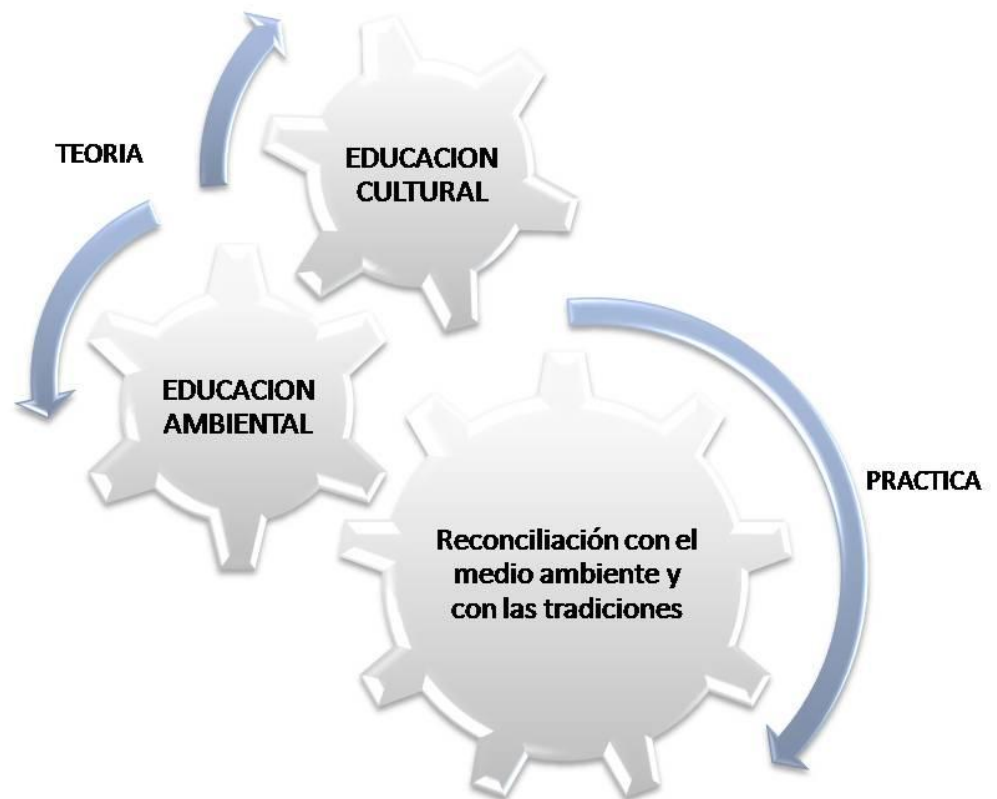 TEORIA
EDUCACION
CULTURAL
EDUCACION
AMBIENTAL
PRACTICA
Reconciliación con el
medio ambiente y
con las tradiciones